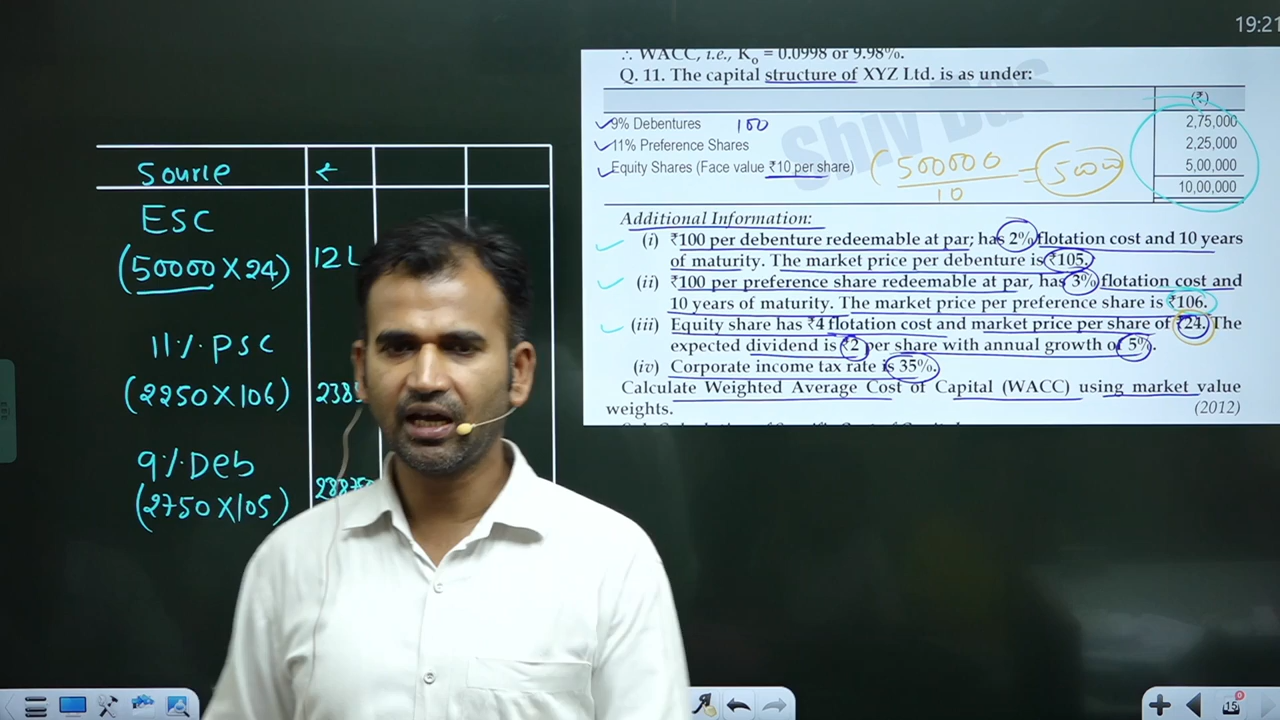 19:21
∴ WACC, i.e., Ko = 0.0998 or 9.98%.
Q. 11. The capital structure of XYZ Ltd. is as under:
(₹)
9% Debentures 100 2,75,000
11% Preference Shares 2,25,000
Equity Shares (Face value ₹10 per share) 5,00,000
10,00,000
(500000
10
=
Additional Information:
(i) ₹100 per debenture redeemable at par; has 2% flotation cost and 10 years
of maturity. The market price per debenture is ₹105.
(ii) ₹100 per preference share redeemable at par, has 3% flotation cost and
10 years of maturity. The market price per preference share is ₹106.
(iii) Equity share has ₹4 flotation cost and market price per share of ₹24. The
expected dividend is ₹2 per share with annual growth of 5%.
(iv) Corporate income tax rate is 35%.
Calculate Weighted Average Cost of Capital (WACC) using market value
weights. (2012)
Source ₹
ESC
(50000 X 24) 12L
11% PSC
(2250 X 106)
9% Deb
(2750 X 105) 288750
15